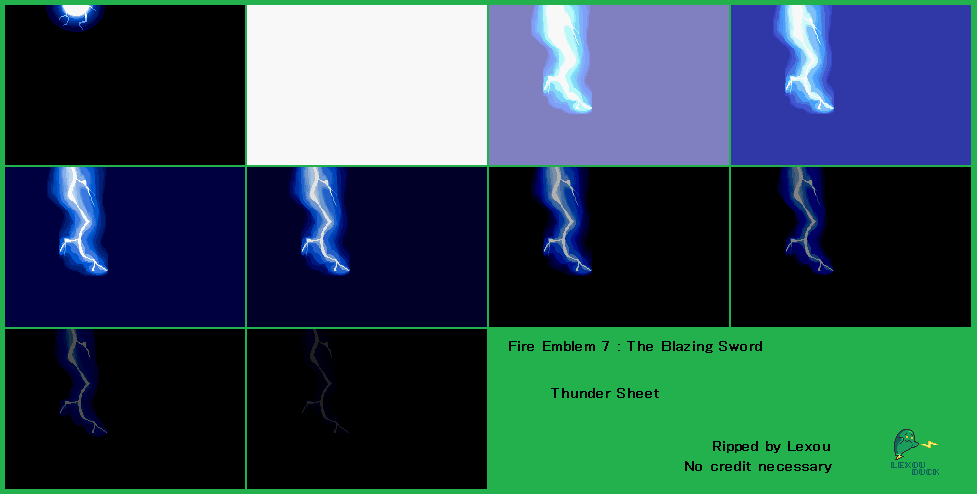 Fire Emblem 7 : The Blazing Sword
Thunder Sheet
Ripped by Lexou
No credit necessary
LEXOU
DUCK